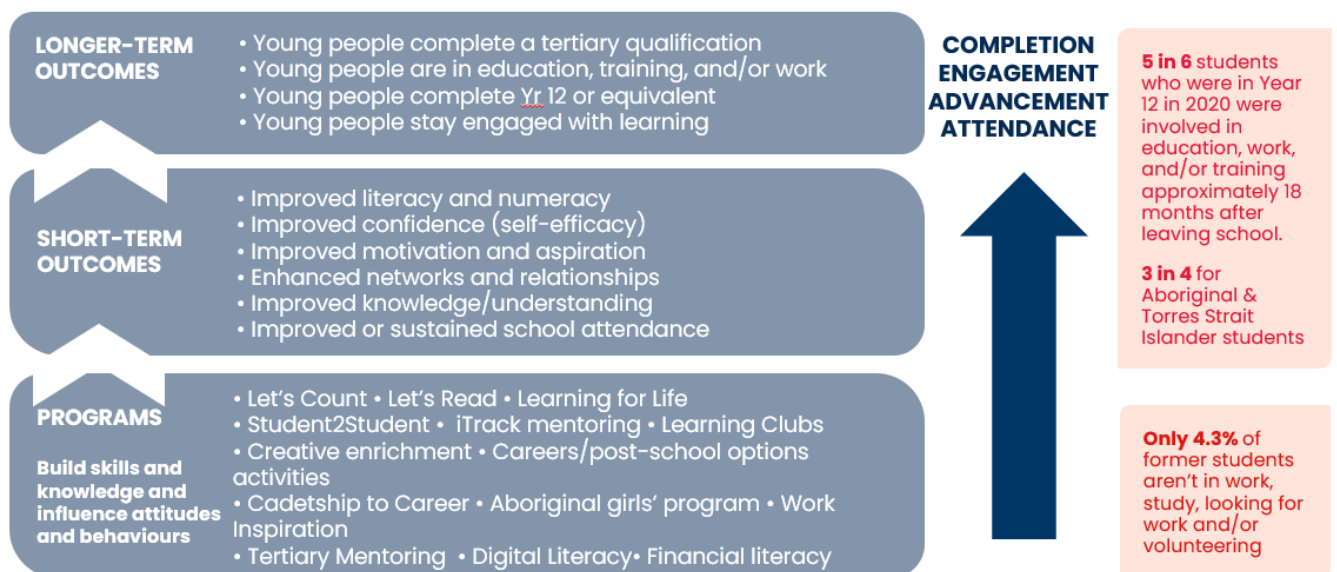 LONGER-TERM
OUTCOMES
• Young people complete a tertiary qualification
• Young people are in education, training, and/or work
• Young people complete Yr 12 or equivalent
• Young people stay engaged with learning
SHORT-TERM
OUTCOMES
• Improved literacy and numeracy
• Improved confidence (self-efficacy)
• Improved motivation and aspiration
• Enhanced networks and relationships
• Improved knowledge/understanding
• Improved or sustained school attendance
PROGRAMS
Build skills and
knowledge and
influence attitudes
and behaviours
• Let's Count • Let's Read • Learning for Life
• Student2Student • iTrack mentoring • Learning Clubs
• Creative enrichment • Careers/post-school options
activities
• Cadetship to Career • Aboriginal girls' program • Work
Inspiration
• Tertiary Mentoring • Digital Literacy• Financial literacy
COMPLETION
ENGAGEMENT
ADVANCEMENT
ATTENDANCE
5 in 6 students
who were in Year
12 in 2020 were
involved in
education, work,
and/or training
approximately 18
months after
leaving school.
3 in 4 for
Aboriginal &
Torres Strait
Islander students
Only 4.3% of
former students
aren't in work,
study, looking for
work and/or
volunteering